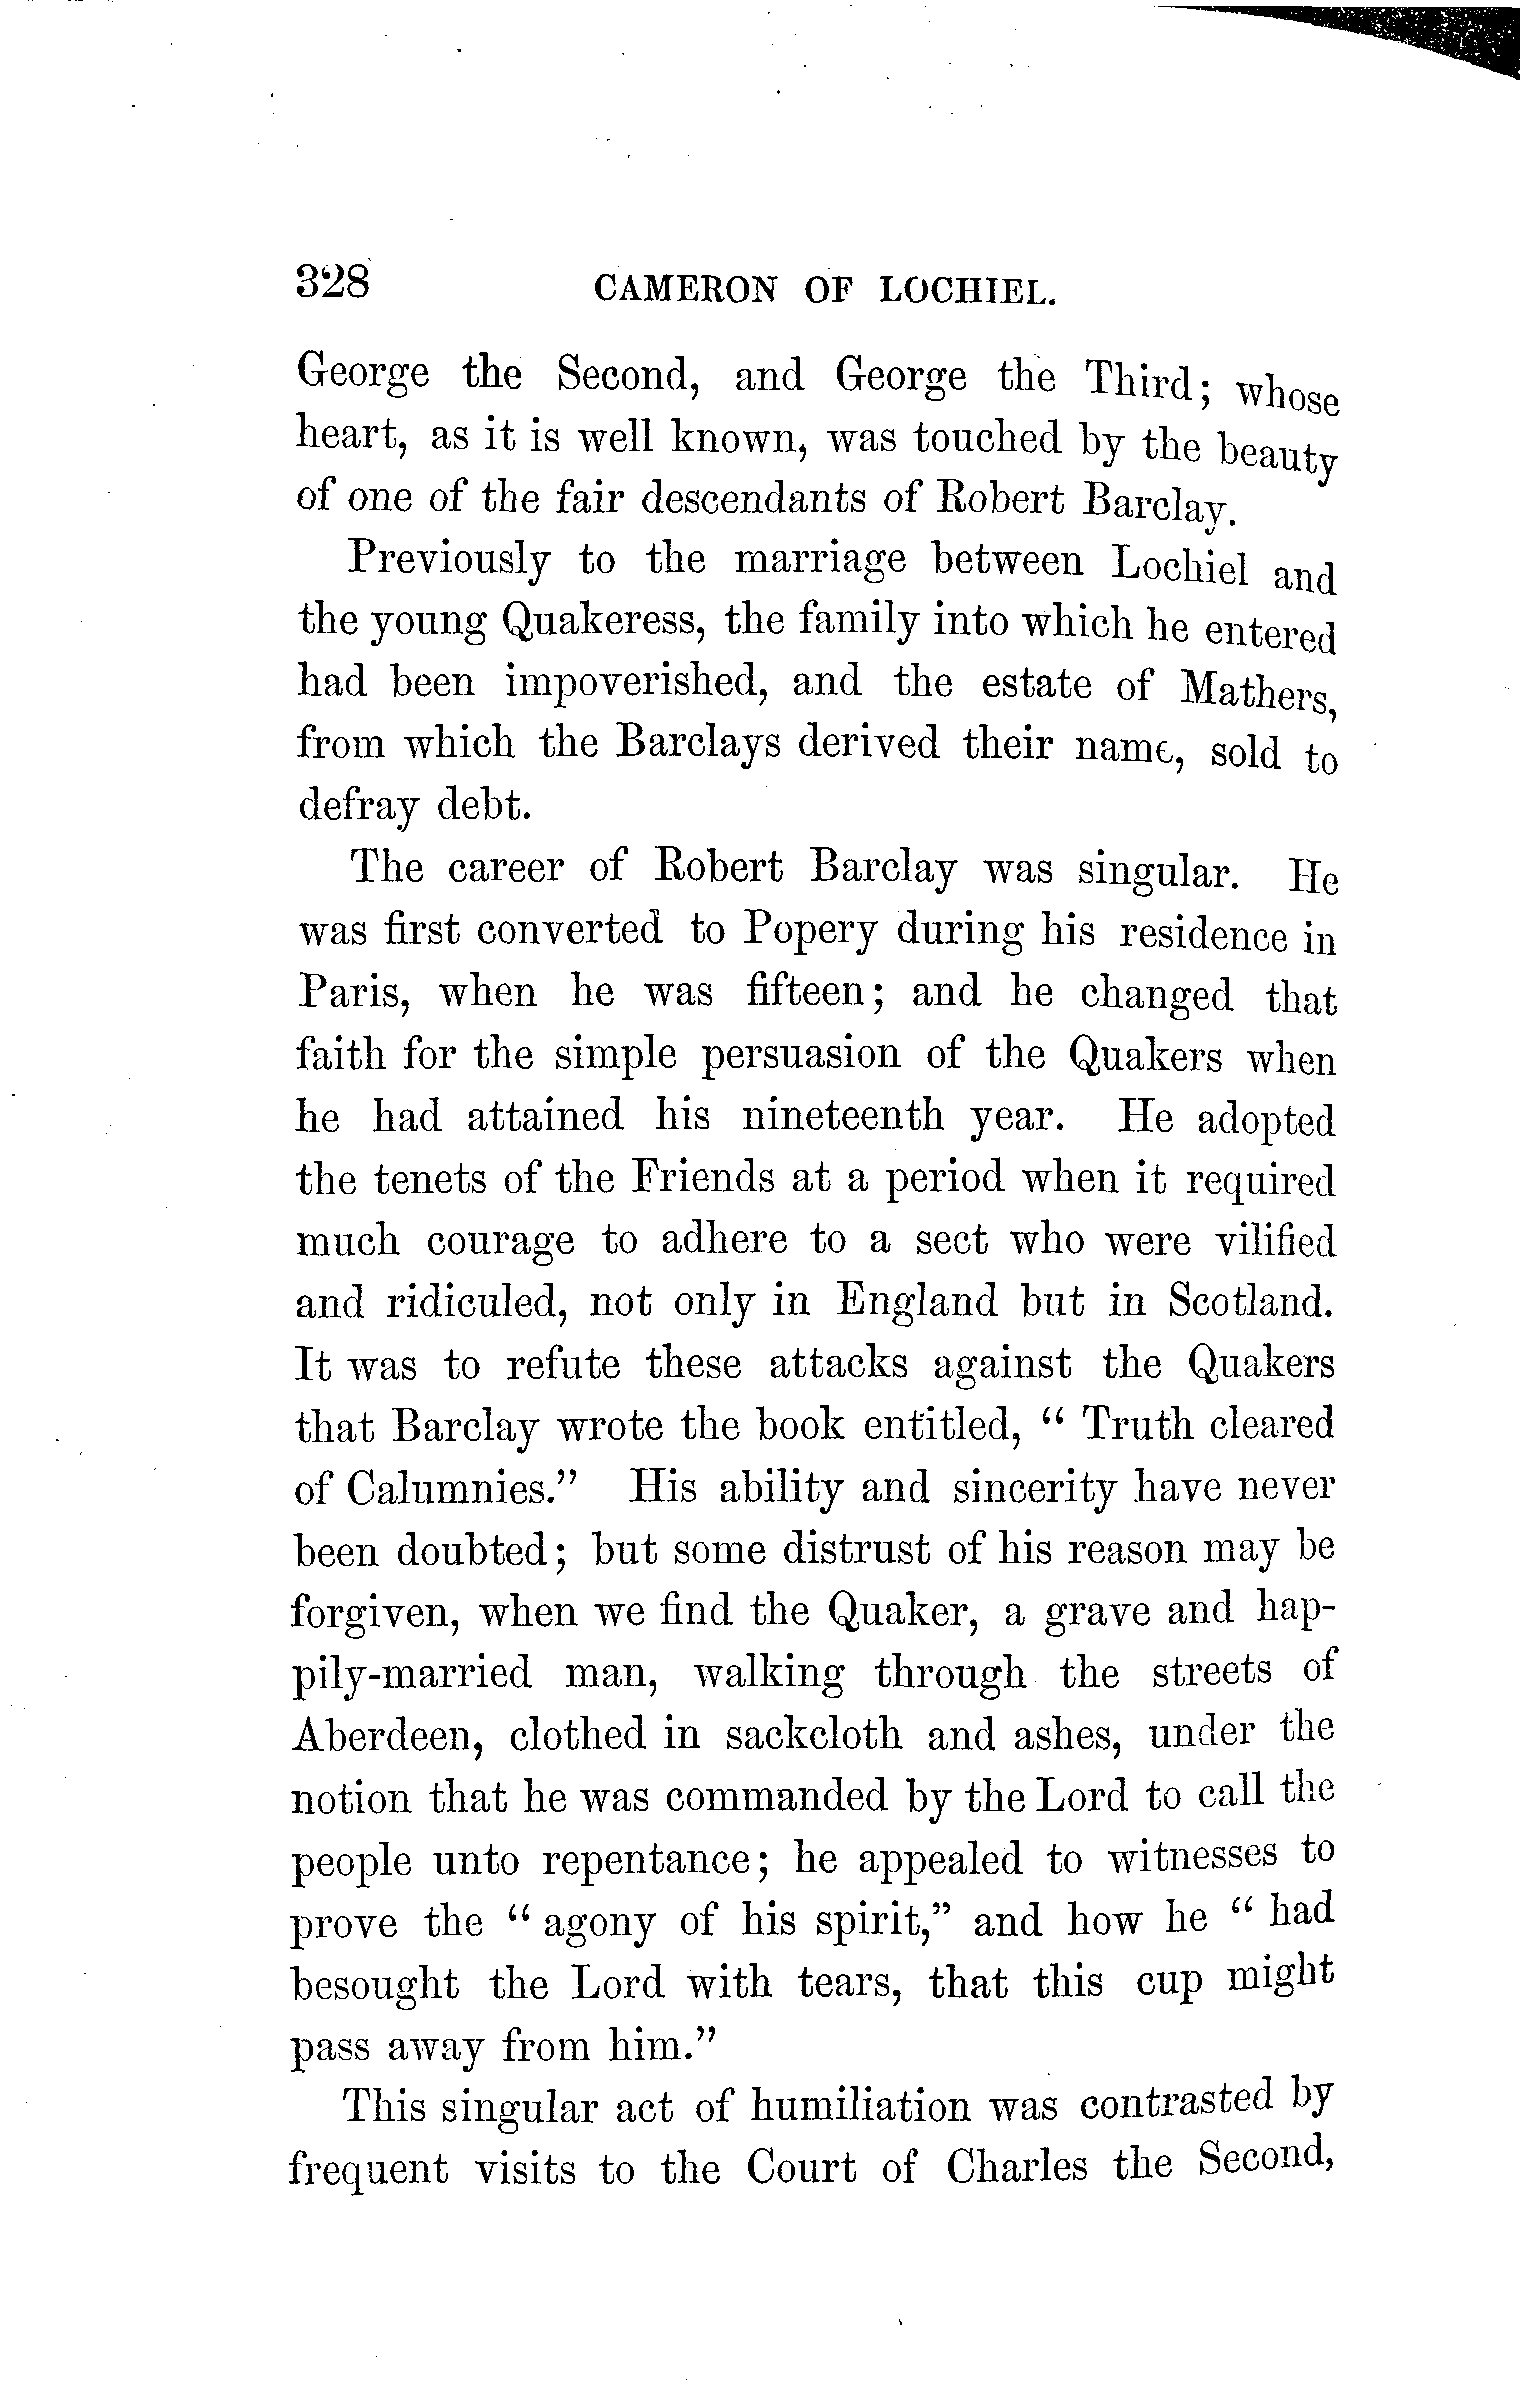 328 CAMERON OF LOCHIEL.
George the Second, and George the Third; whose
heart, as it is well known, was touched by the beauty
of one of the fair descendants of Robert Barclay.
Previously to the marriage between Lochiel and
the young Quakeress, the family into which he entered
had been impoverished, and the estate of Mathers,
from which the Barclays derived their name, sold to
defray debt.
The career of Robert Barclay was singular. He
was first converted to Popery during his residence in
Paris, when he was fifteen; and he changed that
faith for the simple persuasion of the Quakers when
he had attained his nineteenth year. He adopted
the tenets of the Friends at a period when it required
much courage to adhere to a sect who were vilified
and ridiculed, not only in England but in Scotland.
It was to refute these attacks against the Quakers
that Barclay wrote the book entitled, “ Truth cleared
of Calumnies.” His ability and sincerity have never
been doubted; but some distrust of his reason may be
forgiven, when we find the Quaker, a grave and hap-
pily-married man, walking through the streets of
Aberdeen, clothed in sackcloth and ashes, under the
notion that he was commanded by the Lord to call the
people unto repentance; he appealed to witnesses to
prove the “ agony of his spirit,” and how he “ had
besought the Lord with tears, that this cup might
pass away from him.”
This singular act of humiliation was contrasted by
frequent visits to the Court of Charles the Second,